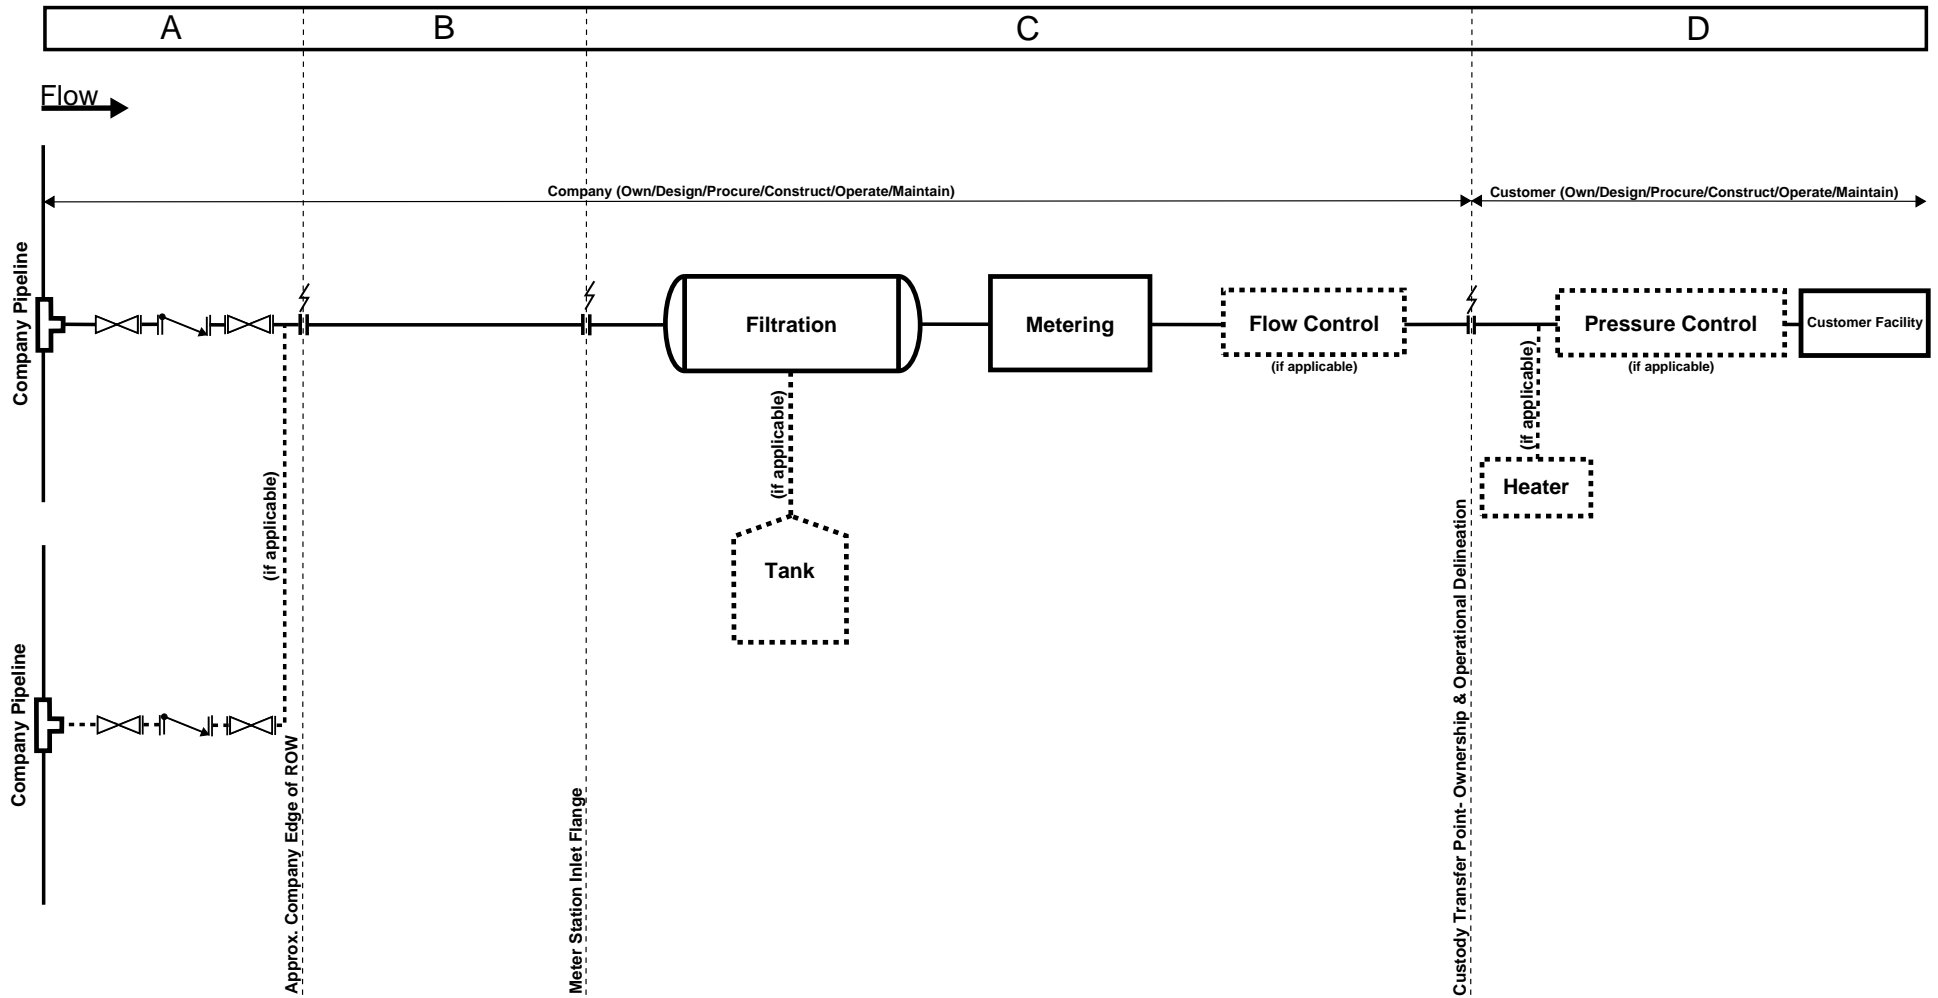 A
B
C
D
Flow
Company (Own/Design/Procure/Construct/Operate/Maintain)
Customer (Own/Design/Procure/Construct/Operate/Maintain)
Company Pipeline
Filtration
Metering
Flow Control
(if applicable)
Pressure Control
(if applicable)
Customer Facility
(if applicable)
(if applicable)
(if applicable)
Heater
Tank
Company Pipeline
Approx. Company Edge of ROW
Meter Station Inlet Flange
Custody Transfer Point- Ownership & Operational Delineation